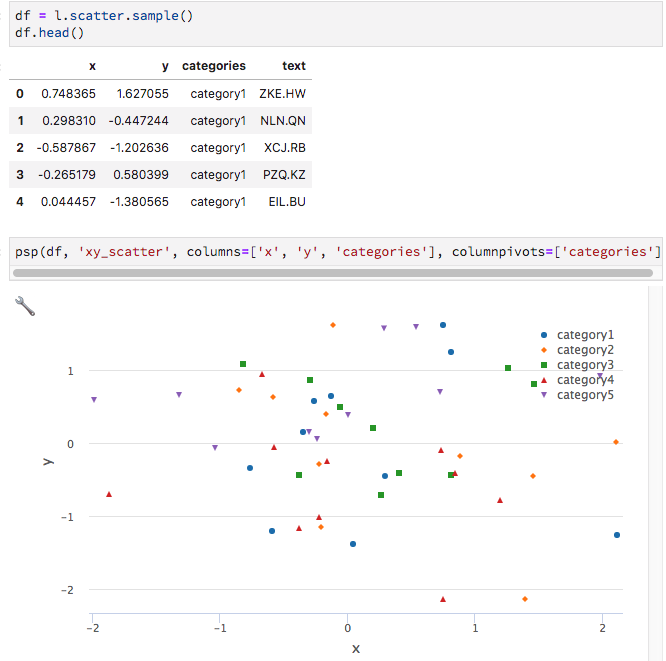 df = l.scatter.sample()
df.head()
x y categories text
0 0.748365 1.627055 category1 ZKE.HW
1 0.298310 -0.447244 category1 NLN.QN
2 -0.587867 -1.202636 category1 XCJ.RB
3 -0.265179 0.580399 category1 PZQ.KZ
4 0.044457 -1.380565 category1 EIL.BU
psp(df, 'xy_scatter', columns=['x', 'y', 'categories'], columnpivots=['categories']
category1
category2
category3
category4
category5
1
0
−1
−2
y
−2 −1 0 1 2
x